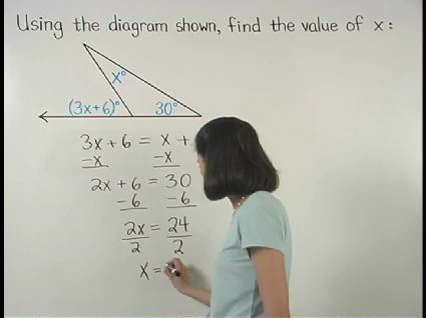 Using the diagram shown, find the value of x:
x°
(3x+6)° 30°
3x + 6 = x +
-x -x
2x + 6 = 30
-6 -6
2x = 24
2 2
x =